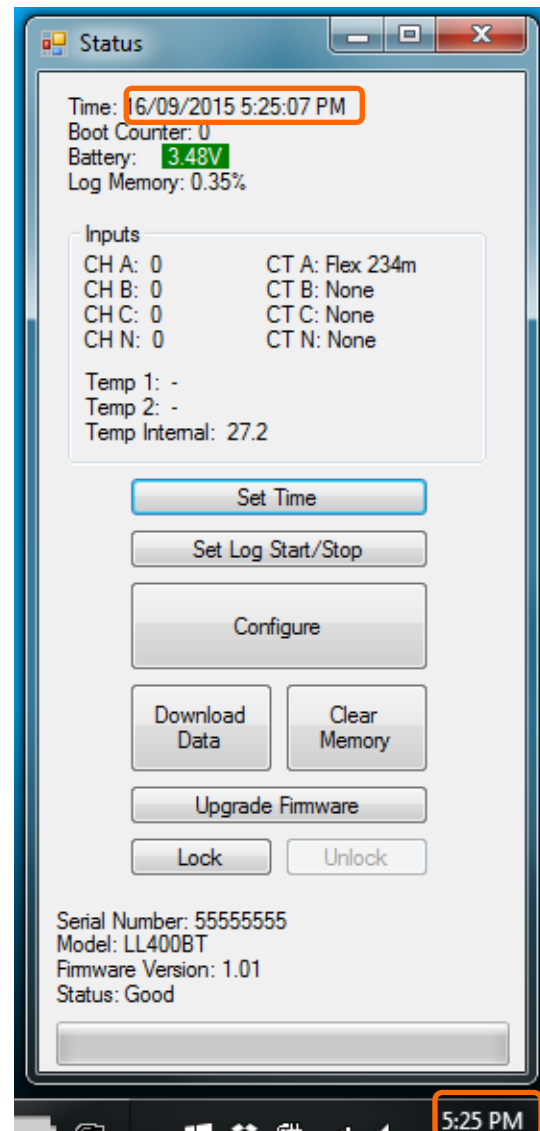 Status
Time: 16/09/2015 5:25:07 PM
Boot Counter: 0
Battery: 3.48V
Log Memory: 0.35%
Inputs
CH A: 0 CT A: Flex 234m
CH B: 0 CT B: None
CH C: 0 CT C: None
CH N: 0 CT N: None
Temp 1: -
Temp 2: -
Temp Internal: 27.2
Set Time
Set Log Start/Stop
Configure
Download Data
Clear Memory
Upgrade Firmware
Lock Unlock
Serial Number: 55555555
Model: LL400BT
Firmware Version: 1.01
Status: Good
5:25 PM